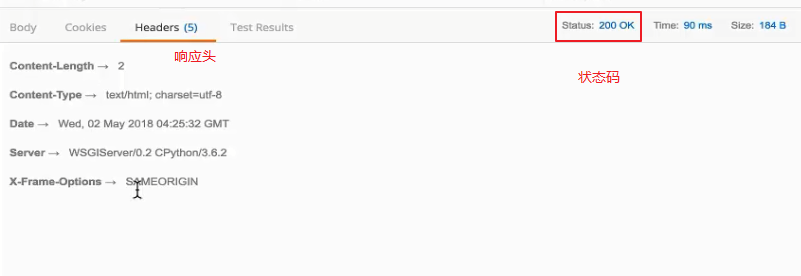 Body Cookies Headers (5) Test Results Status: 200 OK Time: 90 ms Size: 184 B
响应头
状态码
Content-Length → 2
Content-Type → text/html; charset=utf-8
Date → Wed, 02 May 2018 04:25:32 GMT
Server → WSGIServer/0.2 CPython/3.6.2
X-Frame-Options → SAMEORIGIN